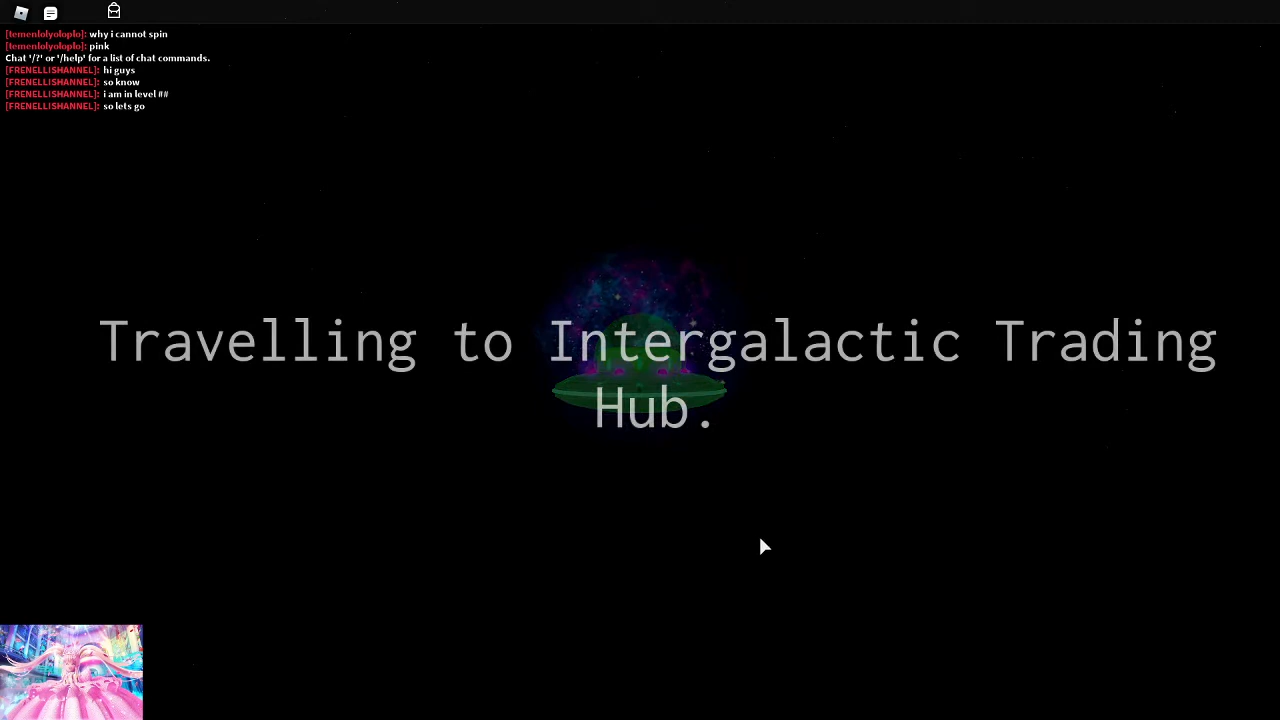 [temenlolyoloplo]: why i cannot spin
[temenlolyoloplo]: pink
Chat '/?' or '/help' for a list of chat commands.
[FRENELLISHANNEL]: hi guys
[FRENELLISHANNEL]: so know
[FRENELLISHANNEL]: i am in level ##
[FRENELLISHANNEL]: so lets go
Travelling to Intergalactic Trading
Hub.